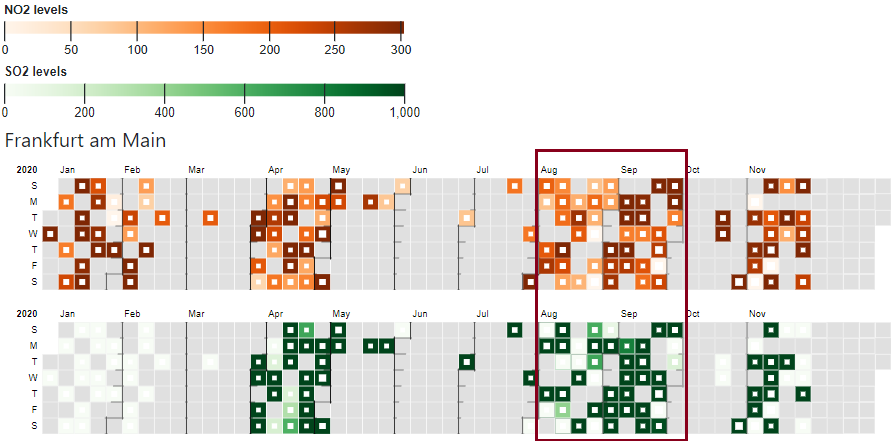 NO2 levels
0 50 100 150 200 250 300
SO2 levels
0 200 400 600 800 1,000
Frankfurt am Main
2020 Jan Feb Mar Apr May Jun Jul Aug Sep Oct Nov
S
M
T
W
T
F
S
2020 Jan Feb Mar Apr May Jun Jul Aug Sep Oct Nov
S
M
T
W
T
F
S